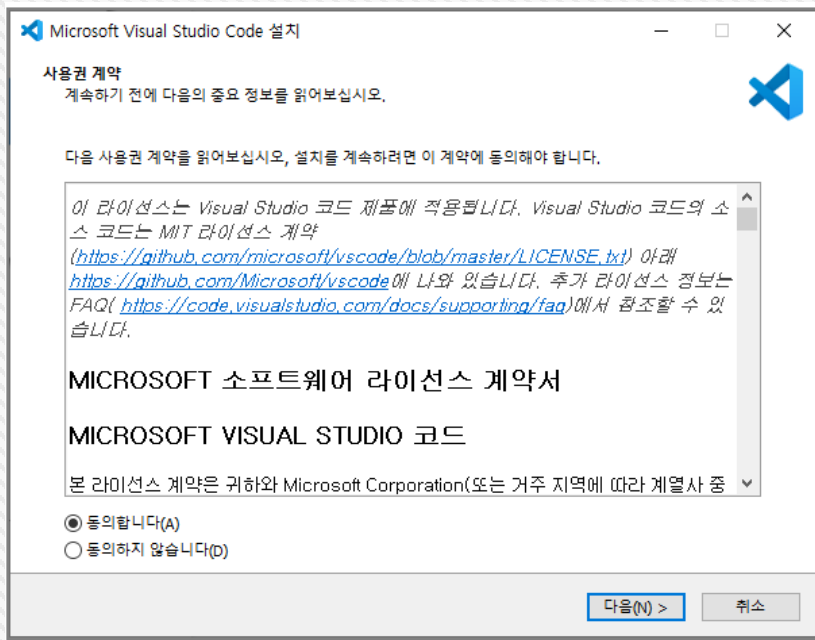 Microsoft Visual Studio Code 설치
사용권 계약
계속하기 전에 다음의 중요 정보를 읽어보십시오.
다음 사용권 계약을 읽어보십시오, 설치를 계속하려면 이 계약에 동의해야 합니다.
이 라이선스는 Visual Studio 코드 제품에 적용됩니다. Visual Studio 코드의 소
스 코드는 MIT 라이선스 계약
(https://github.com/microsoft/vscode/blob/master/LICENSE.txt) 아래
https://github.com/Microsoft/vscode에 나와 있습니다. 추가 라이선스 정보는
FAQ( https://code.visualstudio.com/docs/supporting/faq)에서 참조할 수 있
습니다.
MICROSOFT 소프트웨어 라이선스 계약서
MICROSOFT VISUAL STUDIO 코드
본 라이선스 계약은 귀하와 Microsoft Corporation(또는 거주 지역에 따라 계열사 중
동의합니다(A)
동의하지 않습니다(D)
다음(N) >
취소